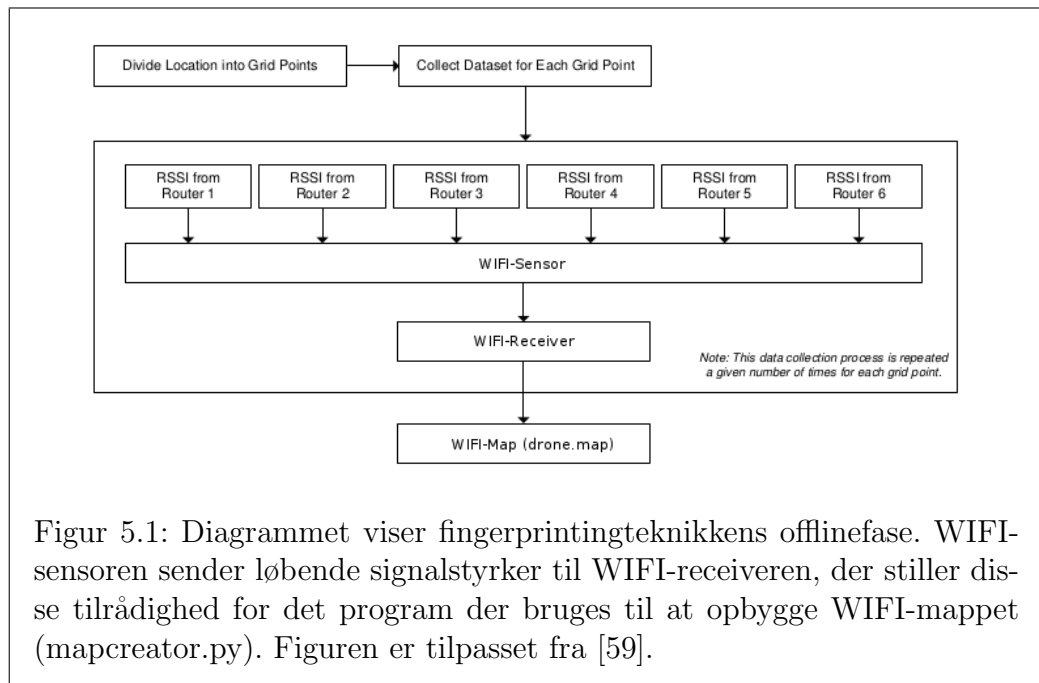 Divide Location into Grid Points
Collect Dataset for Each Grid Point
RSSI from
Router 1
RSSI from
Router 2
RSSI from
Router 3
RSSI from
Router 4
RSSI from
Router 5
RSSI from
Router 6
WIFI-Sensor
WIFI-Receiver
Note: This data collection process is repeated
a given number of times for each grid point.
WIFI-Map (drone.map)
Figur 5.1: Diagrammet viser fingerprintingteknikkens offlinefase. WIFI-
sensoren sender løbende signalstyrker til WIFI-receiveren, der stiller dis-
se tilrådighed for det program der bruges til at opbygge WIFI-mappet
(mapcreator.py). Figuren er tilpasset fra [59].